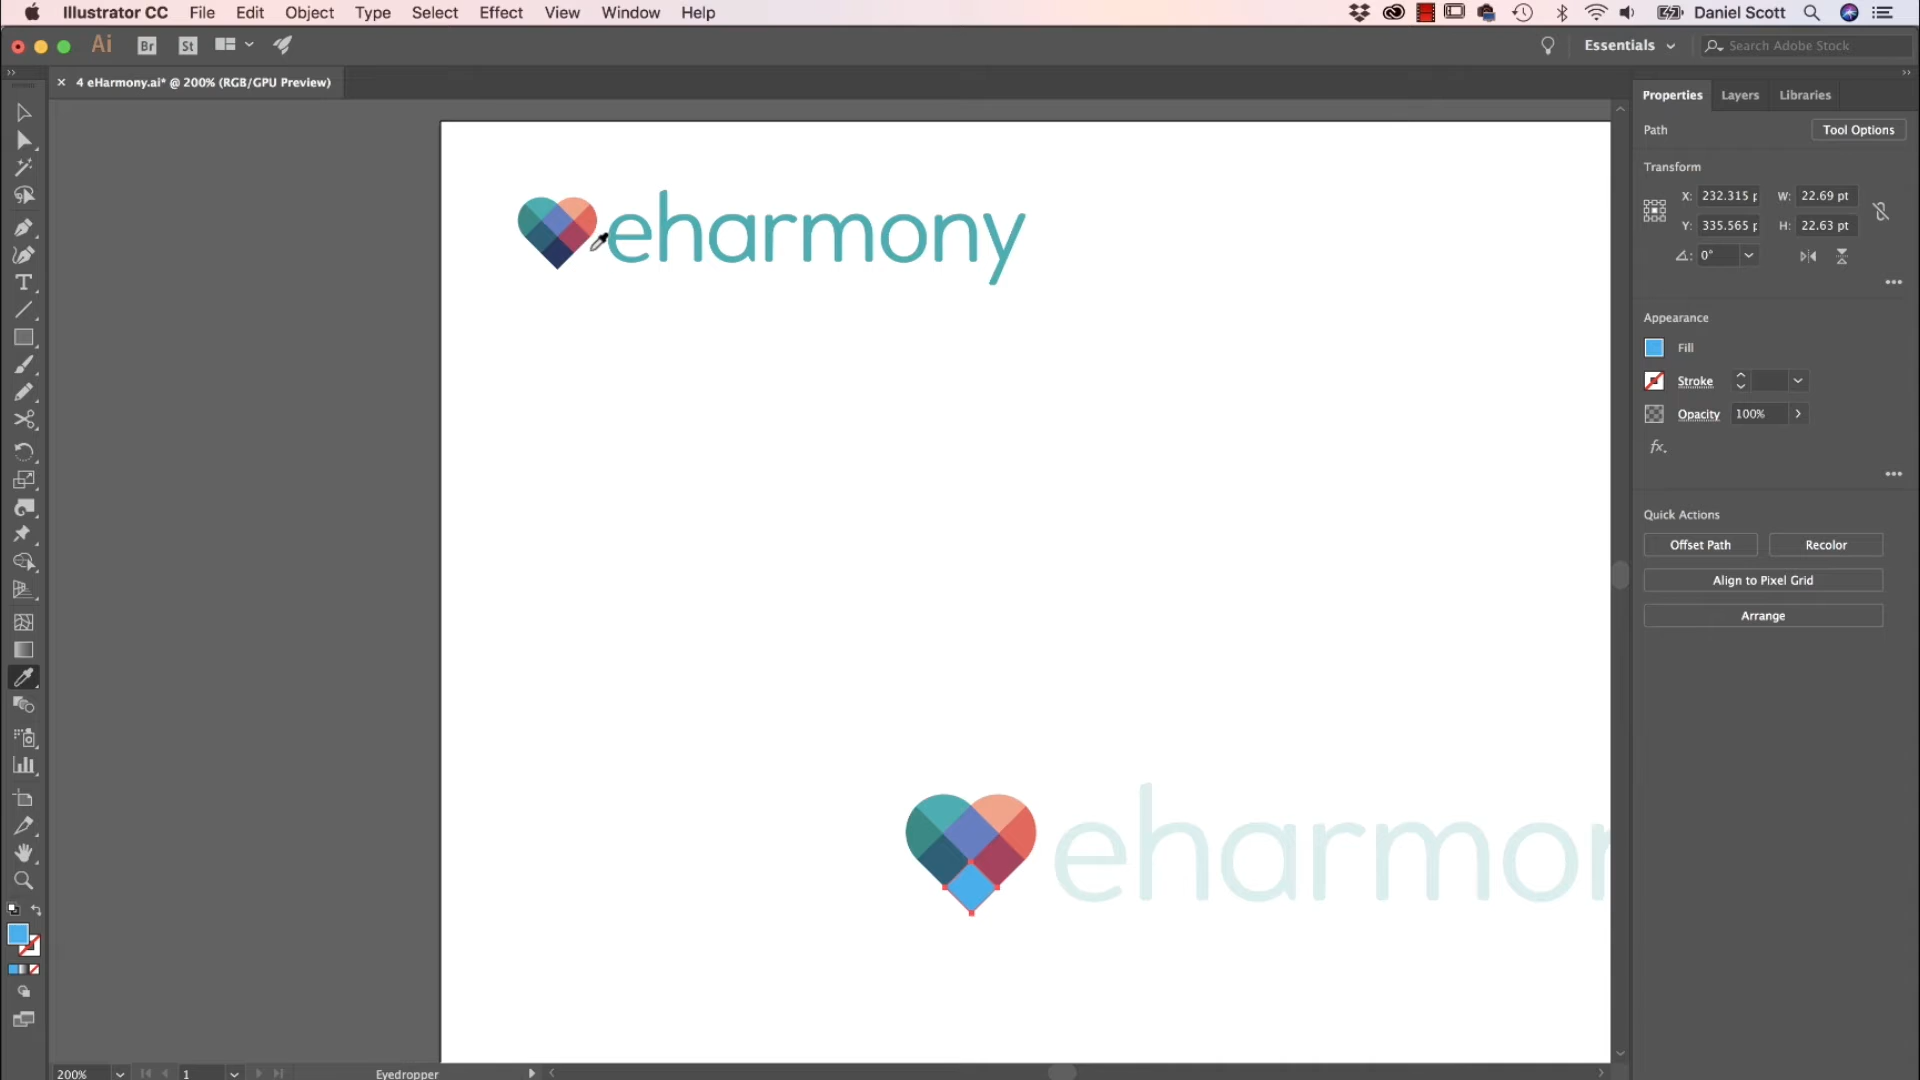 Illustrator CC File Edit Object Type Select Effect View Window Help Daniel Scott
Ai Br St Essentials Search Adobe Stock
4 eHarmony.ai* @ 200% (RGB/GPU Preview)
Properties Layers Libraries
Path Tool Options
Transform
X: 232.315 p W: 22.69 pt
Y: 335.565 p H: 22.63 pt
0°
eharmony
Appearance
Fill
Stroke
Opacity 100%
fx.
Quick Actions
Offset Path Recolor
Align to Pixel Grid
Arrange
eharmon
200% 1 Eyedropper